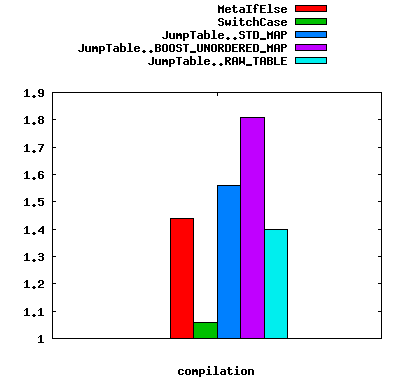 MetaIfElse
SwitchCase
JumpTable..STD_MAP
JumpTable..BOOST_UNORDERED_MAP
JumpTable..RAW_TABLE
1.9
1.8
1.7
1.6
1.5
1.4
1.3
1.2
1.1
1
compilation